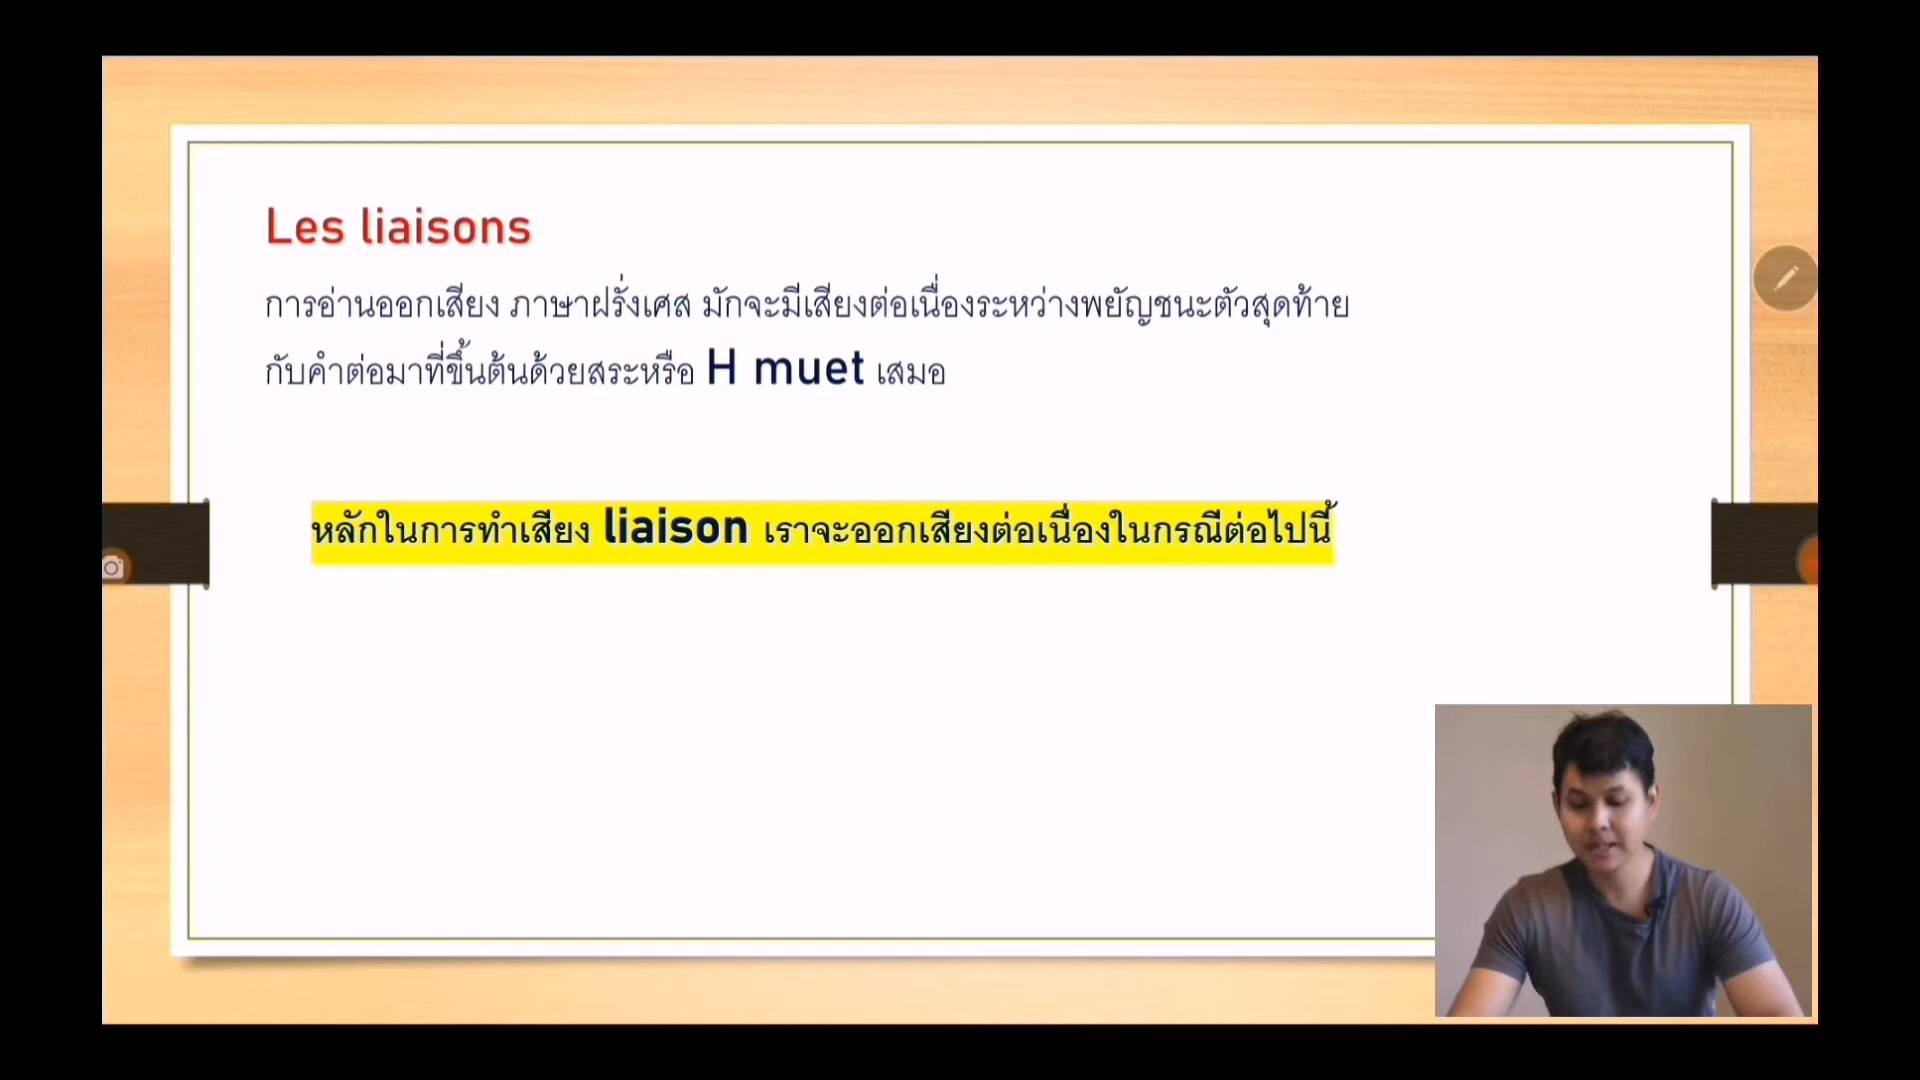 Les liaisons
การอ่านออกเสียง ภาษาฝรั่งเศส มักจะมีเสียงต่อเนื่องระหว่างพยัญชนะตัวสุดท้าย
กับคำต่อมาที่ขึ้นต้นด้วยสระหรือ H muet เสมอ
หลักในการทำเสียง liaison เราจะออกเสียงต่อเนื่องในกรณีต่อไปนี้